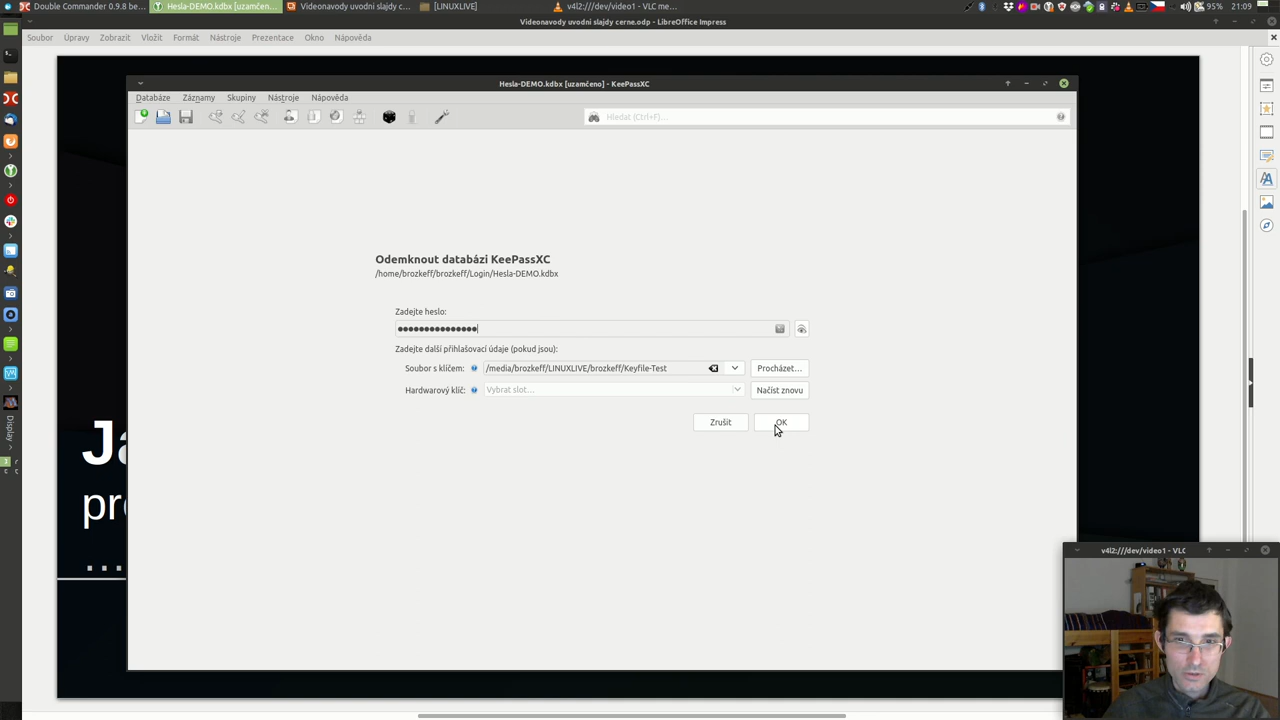 Double Commander 0.9.8 be...
Hesla-DEMO.kdbx [uzamčen...
Videonavody uvodni slajdy c...
[LINUXLIVE]
v4l2:///dev/video1 - VLC me...
95%
21:09
Videonavody uvodni slajdy cerne.odp - LibreOffice Impress
Soubor Úpravy Zobrazit Vložit Formát Nástroje Prezentace Okno Nápověda
Hesla-DEMO.kdbx [uzamčeno] - KeePassXC
Databáze Záznamy Skupiny Nástroje Nápověda
Hledat (Ctrl+F)...
Odemknout databázi KeePassXC
/home/brozkeff/brozkeff/Login/Hesla-DEMO.kdbx
Zadejte heslo:
Zadejte další přihlašovací údaje (pokud jsou):
Soubor s klíčem: /media/brozkeff/LINUXLIVE/brozkeff/Keyfile-Test Procházet...
Hardwarový klíč: Vybrat slot... Načíst znovu
Zrušit OK
Display
Ja
pro
...
v4l2:///dev/video1 - VLC